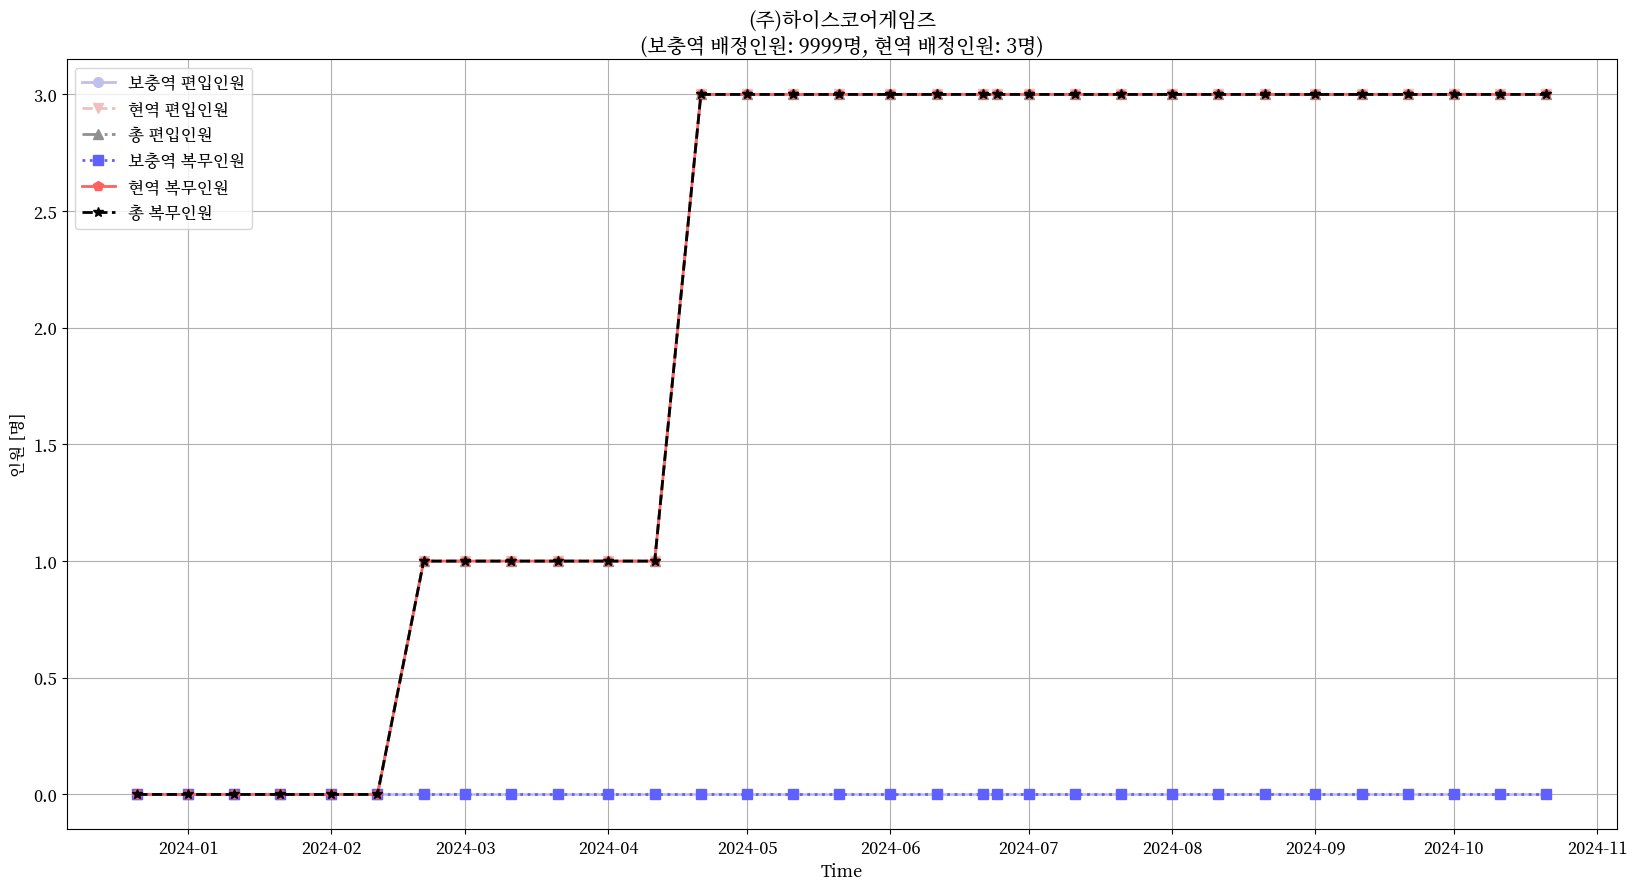 (주)하이스코어게임즈
(보충역 배정인원: 9999명, 현역 배정인원: 3명)
보충역 편입인원
현역 편입인원
총 편입인원
보충역 복무인원
현역 복무인원
총 복무인원
3.0
2.5
2.0
1.5
1.0
0.5
0.0
인원 [명]
2024-01
2024-02
2024-03
2024-04
2024-05
2024-06
2024-07
2024-08
2024-09
2024-10
2024-11
Time